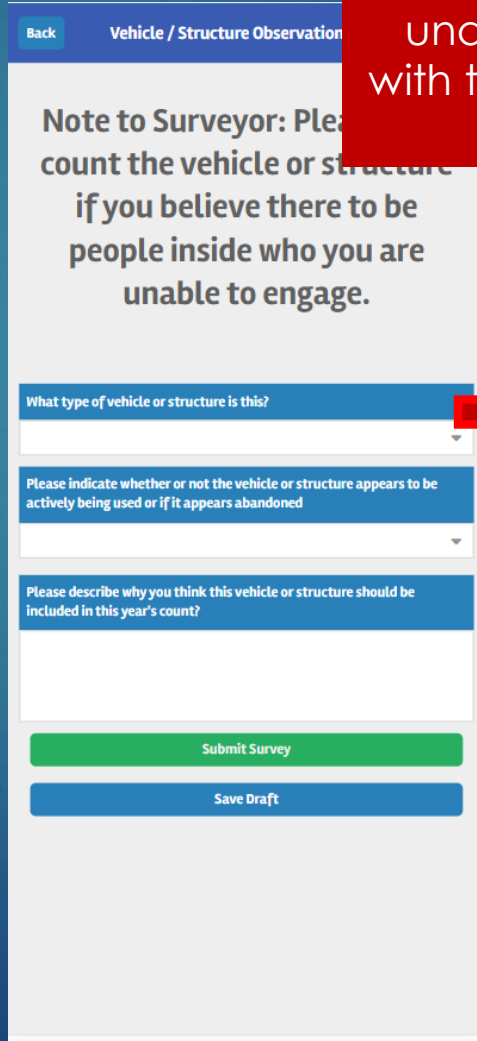 Back
Vehicle / Structure Observation
with
Note to Surveyor:
count the vehicle or structure
if you believe there to be
people inside who you are
unable to engage.
What type of vehicle or structure is this?
Please indicate whether or not the vehicle or structure appears to be
actively being used or if it appears abandoned
Please describe why you think this vehicle or structure should be
included in this year's count?
Submit Survey
Save Draft